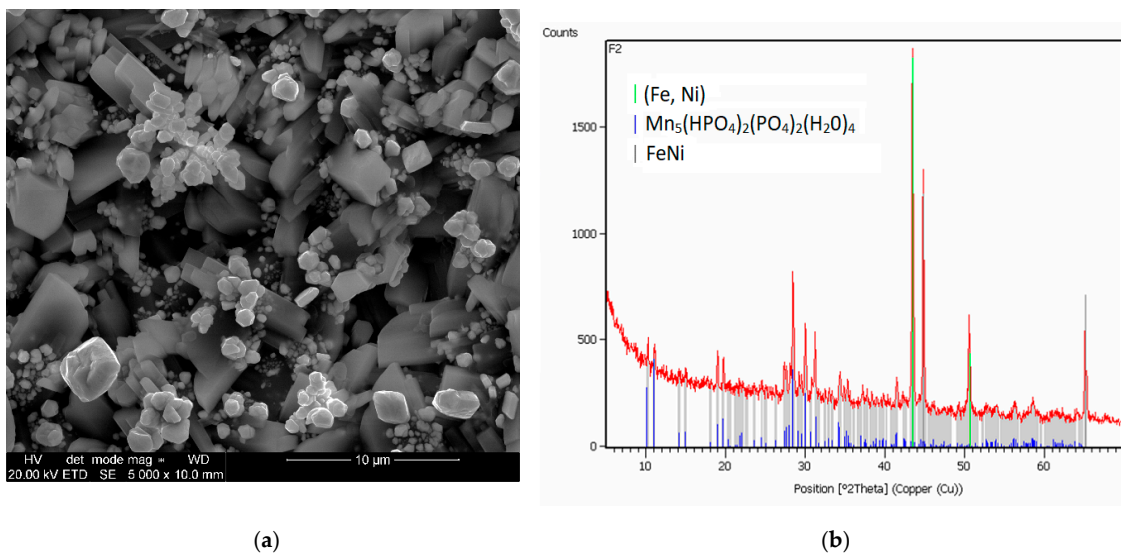 HV det mode mag WD
20.00 kV ETD SE 5 000 x 10.0 mm
10 µm
(a)
Counts
F2
(Fe, Ni)
Mn₅(HPO₄)₂(PO₄)₂(H₂0)₄
FeNi
1500
1000
500
0
10 20 30 40 50 60
Position [°2Theta] (Copper (Cu))
(b)